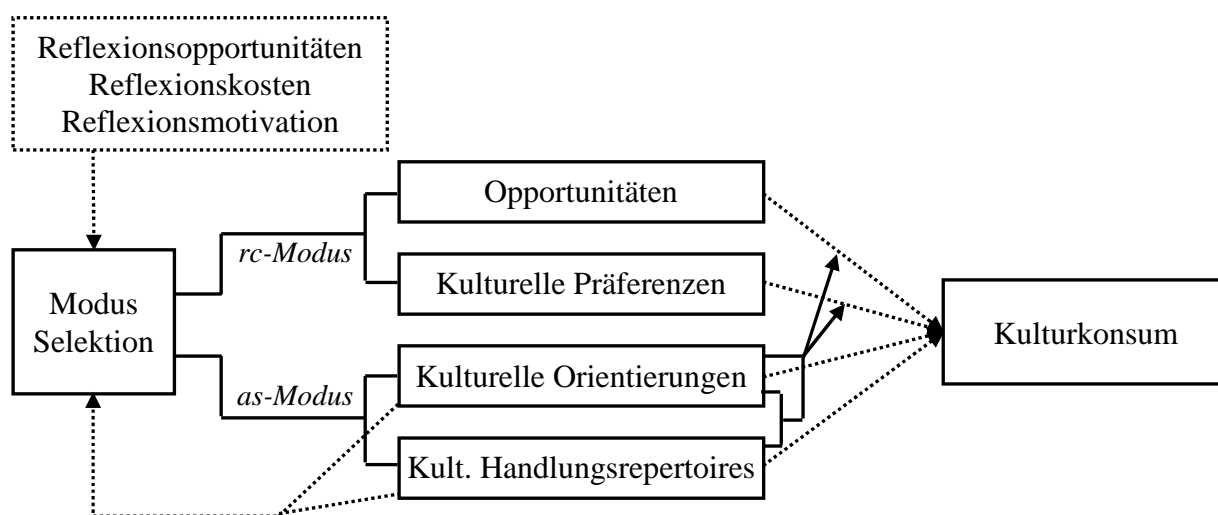 Reflexionsopportunitäten
Reflexionskosten
Reflexionsmotivation
Opportunitäten
rc-Modus
Kulturelle Präferenzen
Modus
Selektion
Kulturkonsum
Kulturelle Orientierungen
as-Modus
Kult. Handlungsrepertoires